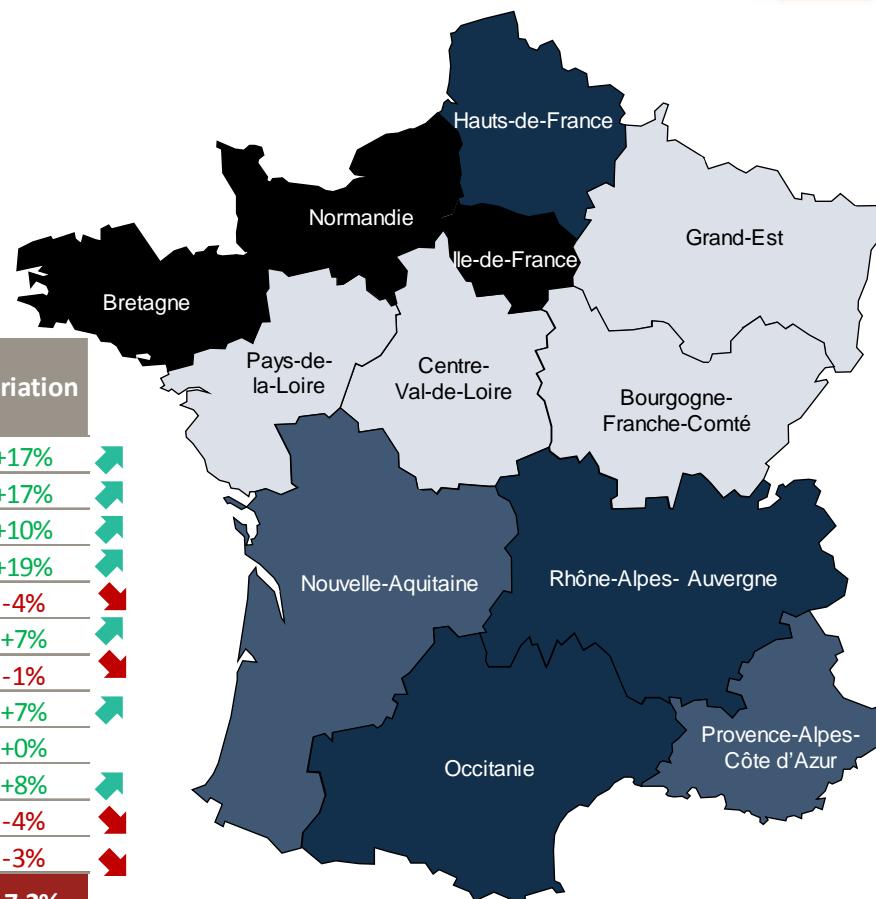 Hauts-de-France
Normandie
Grand-Est
Ile-de-France
Bretagne
Pays-de-
la-Loire
Centre-
Val-de-Loire
Bourgogne-
Franche-Comté
Nouvelle-Aquitaine
Rhône-Alpes- Auvergne
Provence-Alpes-
Côte d'Azur
Occitanie
riation
+17%
+17%
+10%
+19%
-4%
+7%
-1%
+7%
+0%
+8%
-4%
-3%